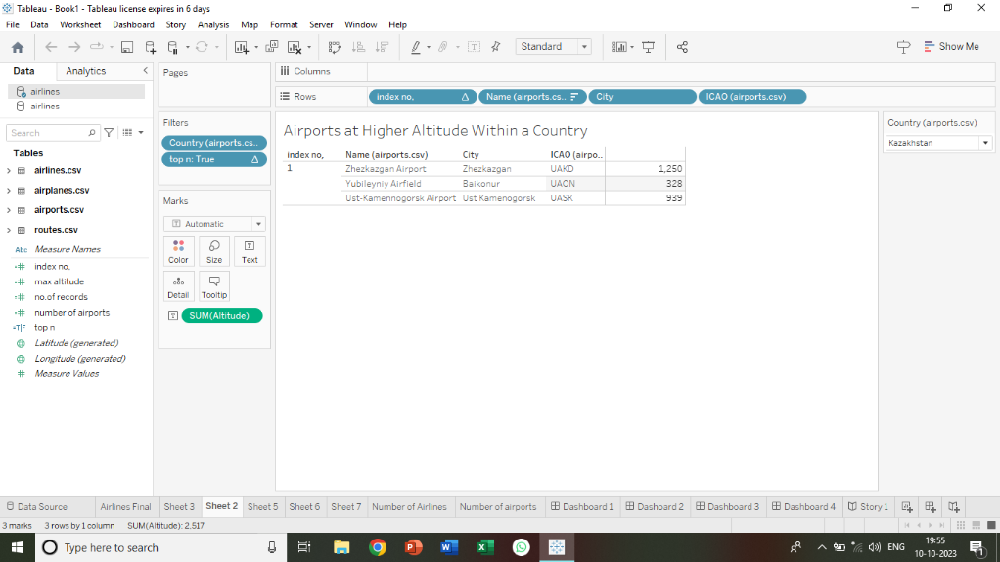 Tableau - Book1 - Tableau license expires in 6 days
File Data Worksheet Dashboard Story Analysis Map Format Server Window Help
Standard
Show Me
Data Analytics
airlines
airlines
Search
Tables
airlines.csv
airplanes.csv
airports.csv
routes.csv
Abc Measure Names
index no.
max altitude
no.of records
number of airports
T|F top n
Latitude (generated)
Longitude (generated)
Measure Values
Pages
Filters
Country (airports.cs..
top n: True
Marks
Automatic
Color Size Text
Detail Tooltip
SUM(Altitude)
Columns
Rows index no. Name (airports.cs.. City ICAO (airports.csv)
Airports at Higher Altitude Within a Country
index no. Name (airports.csv) City ICAO (airpo..
1 Zhezkazgan Airport Zhezkazgan UAKD 1,250
Yubileyniy Airfield Baikonur UAON 328
Ust-Kamennogorsk Airport Ust Kamenogorsk UASK 939
Country (airports.csv)
Kazakhstan
Data Source Airlines Final Sheet 3 Sheet 2 Sheet 5 Sheet 6 Sheet 7 Number of Airlines Number of airports Dashboard 1 Dashoard 2 Dashboard 3 Dashboard 4 Story 1
3 marks 3 rows by 1 column SUM(Altitude): 2,517
Type here to search
ENG
19:55
10-10-2023
1